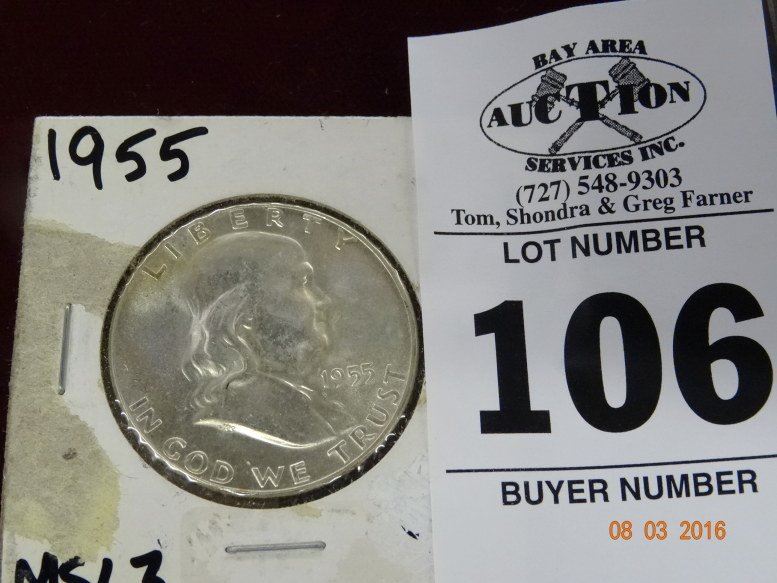 1955
LIBERTY
1955
IN GOD WE TRUST
MS63
BAY AREA
AUCTION
SERVICES INC.
(727) 548-9303
Tom, Shondra & Greg Farner
LOT NUMBER
106
BUYER NUMBER
08 03 2016